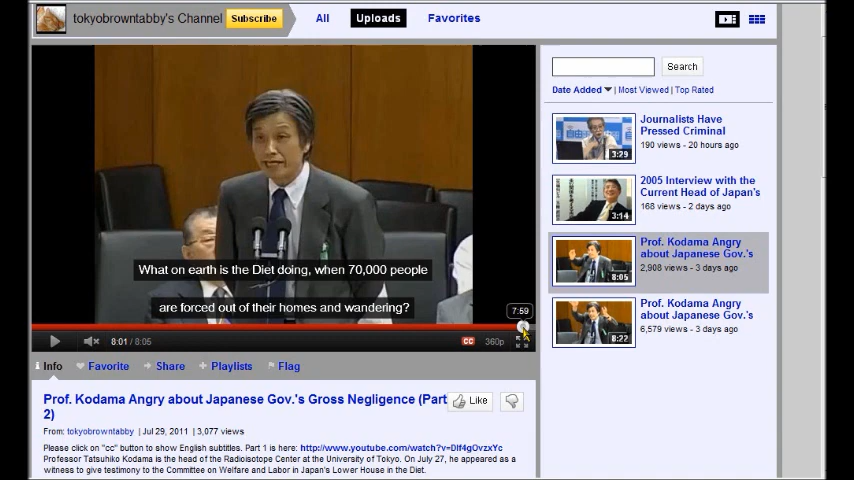 tokyobrowntabby's Channel
Subscribe
All
Uploads
Favorites
Search
Date Added | Most Viewed | Top Rated
Journalists Have
Pressed Criminal
190 views - 20 hours ago
3:29
2005 Interview with the
Current Head of Japan's
168 views - 2 days ago
3:14
Prof. Kodama Angry
about Japanese Gov.'s
2,908 views - 3 days ago
8:05
Prof. Kodama Angry
about Japanese Gov.'s
6,579 views - 3 days ago
8:22
What on earth is the Diet doing, when 70,000 people
are forced out of their homes and wandering?
7:59
8:01 / 8:05
CC
360p
Info
Favorite
Share
Playlists
Flag
Prof. Kodama Angry about Japanese Gov.'s Gross Negligence (Part
2)
Like
From: tokyobrowntabby | Jul 29, 2011 | 3,077 views
Please click on "cc" button to show English subtitles. Part 1 is here: http://www.youtube.com/watch?v=Dlf4gOvzxYc
Professor Tatsuhiko Kodama is the head of the Radioisotope Center at the University of Tokyo. On July 27, he appeared as a
witness to give testimony to the Committee on Welfare and Labor in Japan's Lower House in the Diet.